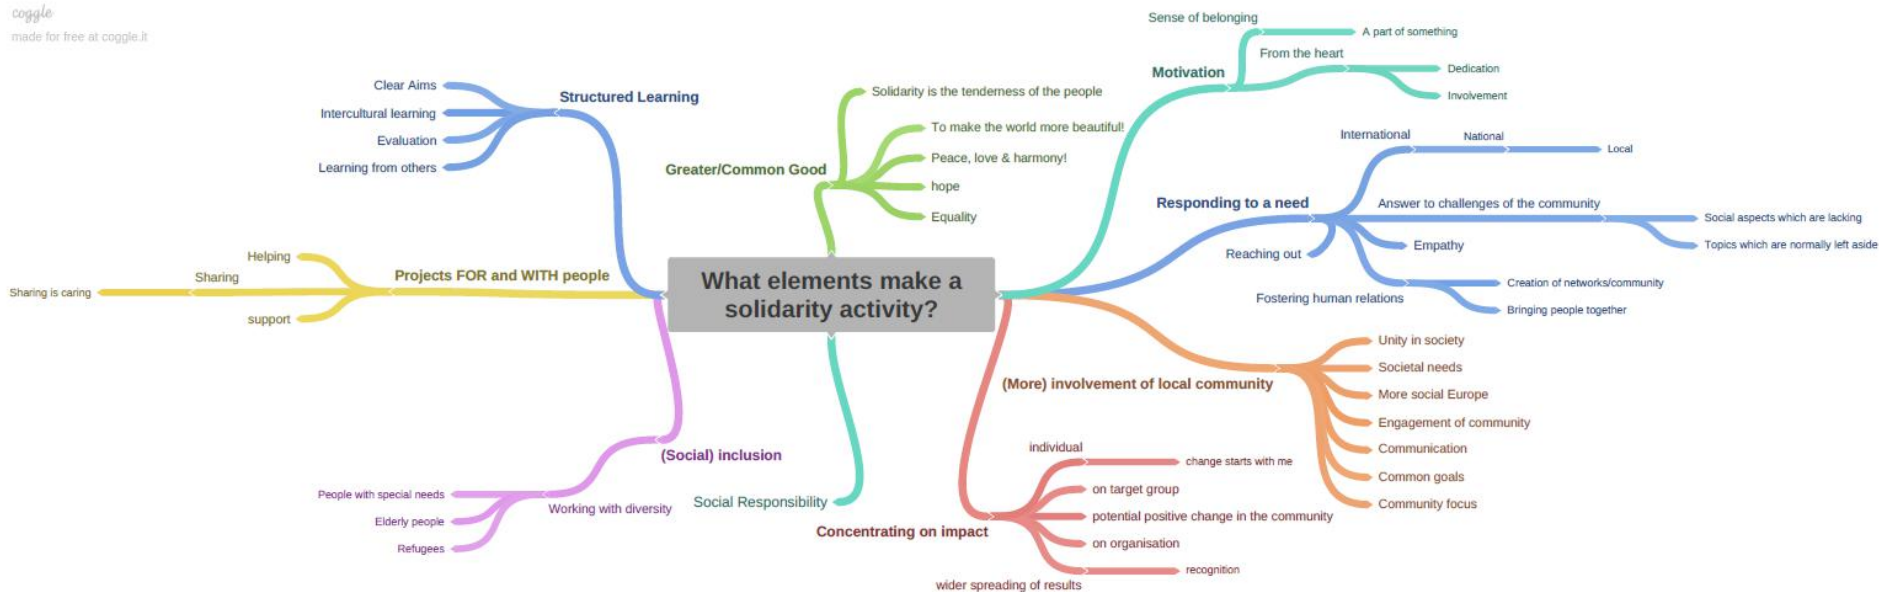 coggle
made for free at coggle.it
What elements make a
solidarity activity?
Structured Learning
Clear Aims
Intercultural learning
Evaluation
Learning from others
Projects FOR and WITH people
Helping
Sharing
Sharing is caring
support
(Social) inclusion
Working with diversity
People with special needs
Elderly people
Refugees
Greater/Common Good
Solidarity is the tenderness of the people
To make the world more beautiful!
Peace, love & harmony!
hope
Equality
Social Responsibility
Motivation
Sense of belonging
A part of something
From the heart
Dedication
Involvement
Responding to a need
International
National
Local
Answer to challenges of the community
Social aspects which are lacking
Topics which are normally left aside
Empathy
Reaching out
Fostering human relations
Creation of networks/community
Bringing people together
(More) involvement of local community
Unity in society
Societal needs
More social Europe
Engagement of community
Communication
Common goals
Community focus
Concentrating on impact
individual
change starts with me
on target group
potential positive change in the community
on organisation
wider spreading of results
recognition